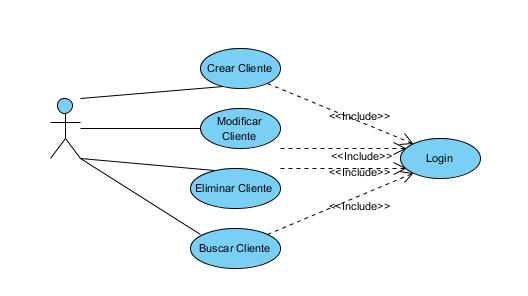 Crear Cliente
<<Include>>
Modificar
Cliente
<<Include>>
Login
<<Include>>
Eliminar Cliente
<<Include>>
Buscar Cliente